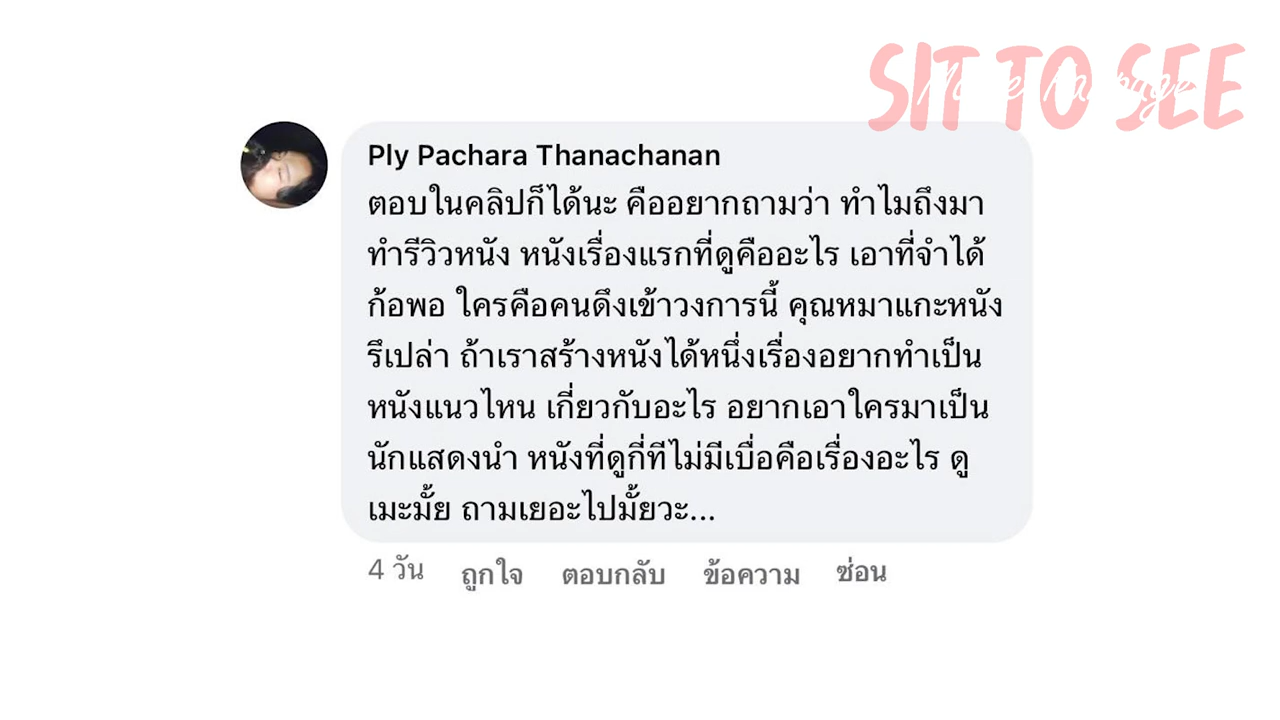 SIT TO SEE
Ply Pachara Thanachanan
ตอบในคลิปก็ได้นะ คืออยากถามว่า ทำไมถึงมา
ทำรีวิวหนัง หนังเรื่องแรกที่ดูคืออะไร เอาที่จำได้
ก้อพอ ใครคือคนดึงเข้าวงการนี้ คุณหมาแกะหนัง
รึเปล่า ถ้าเราสร้างหนังได้หนึ่งเรื่องอยากทำเป็น
หนังแนวไหน เกี่ยวกับอะไร อยากเอาใครมาเป็น
นักแสดงนำ หนังที่ดูกี่ทีไม่มีเบื่อคือเรื่องอะไร ดู
เมะมั้ย ถามเยอะไปมั้ยวะ...
4 วัน ถูกใจ ตอบกลับ ข้อความ ซ่อน